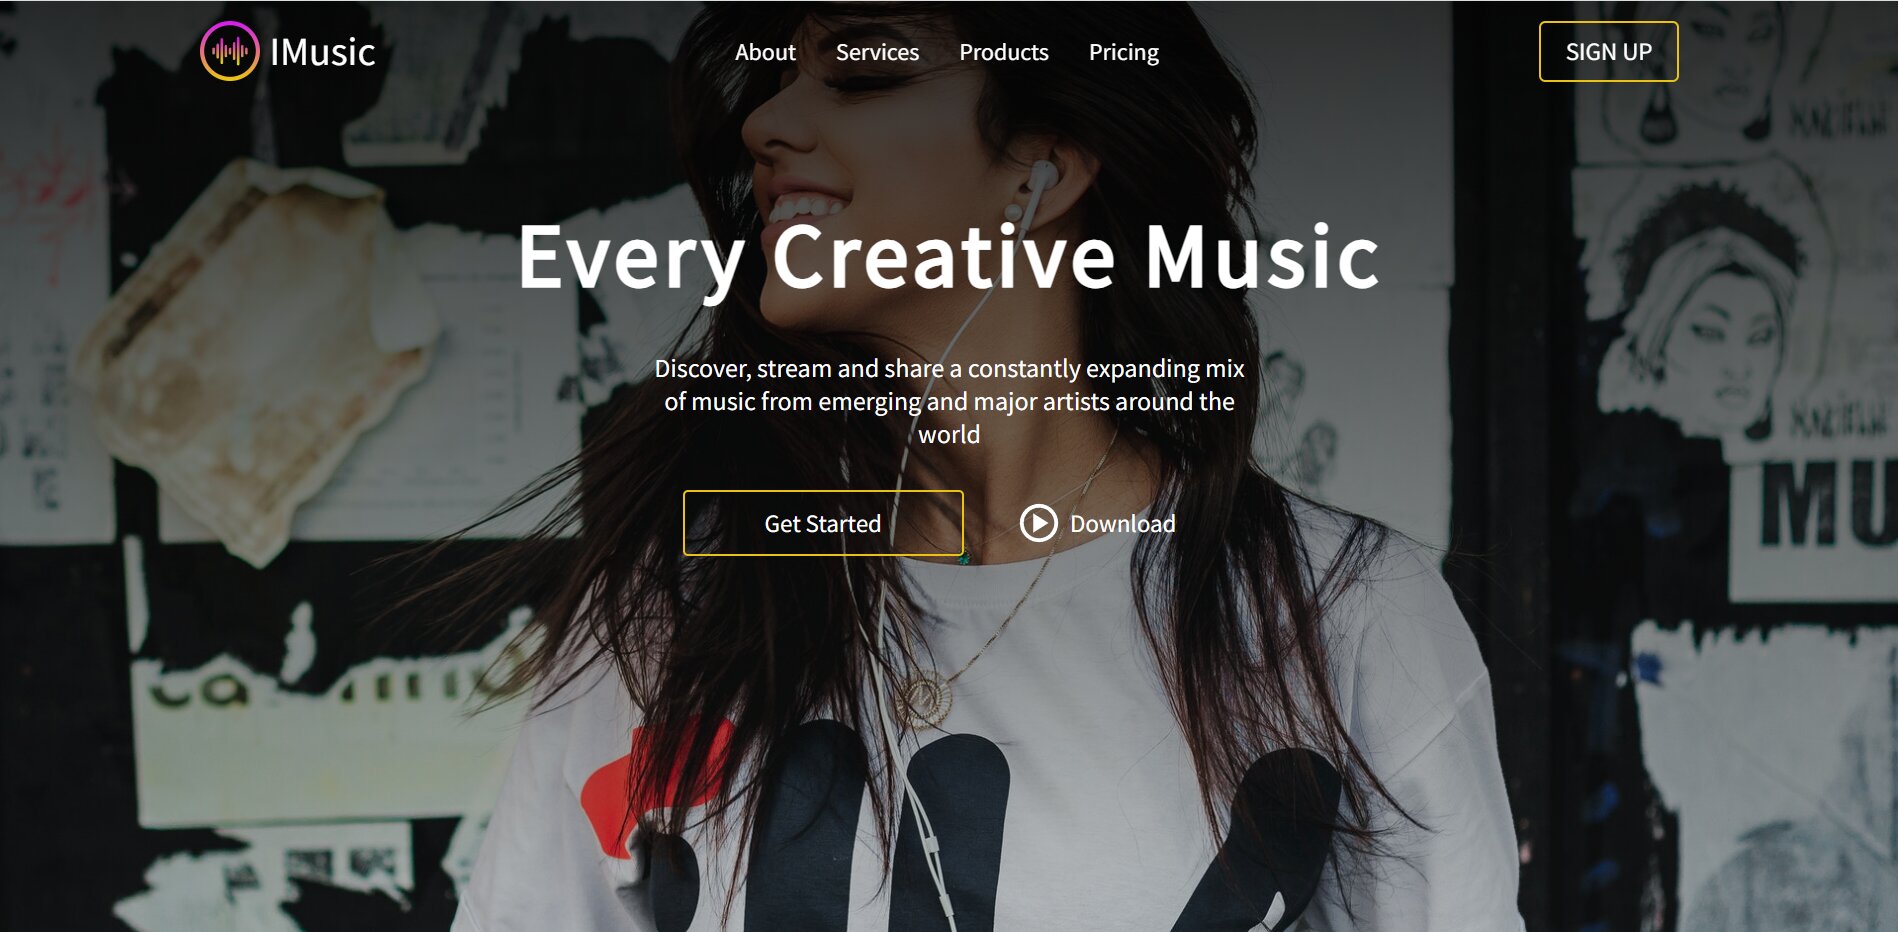 IMusic
About Services Products Pricing
SIGN UP
Every Creative Music
Discover, stream and share a constantly expanding mix
of music from emerging and major artists around the
world
Get Started
Download
MU